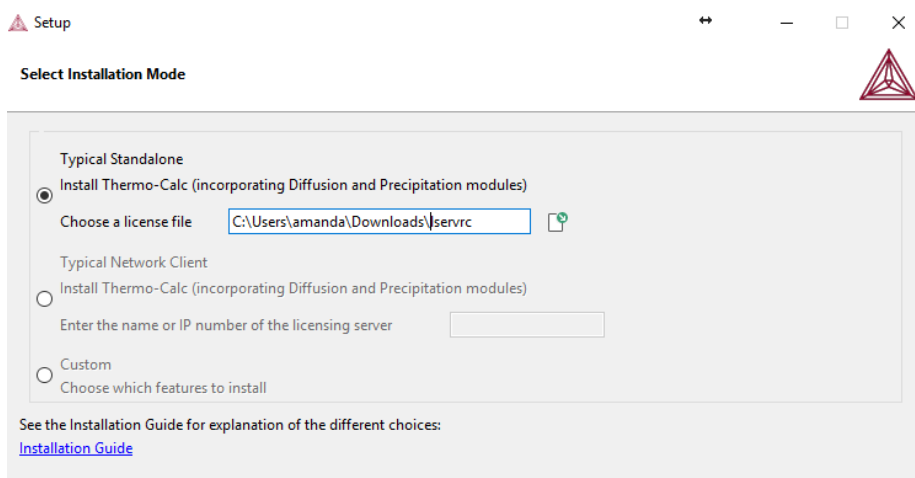 Setup
Select Installation Mode
Typical Standalone
Install Thermo-Calc (incorporating Diffusion and Precipitation modules)
Choose a license file C:\Users\amanda\Downloads\lservrc
Typical Network Client
Install Thermo-Calc (incorporating Diffusion and Precipitation modules)
Enter the name or IP number of the licensing server
Custom
Choose which features to install
See the Installation Guide for explanation of the different choices:
Installation Guide